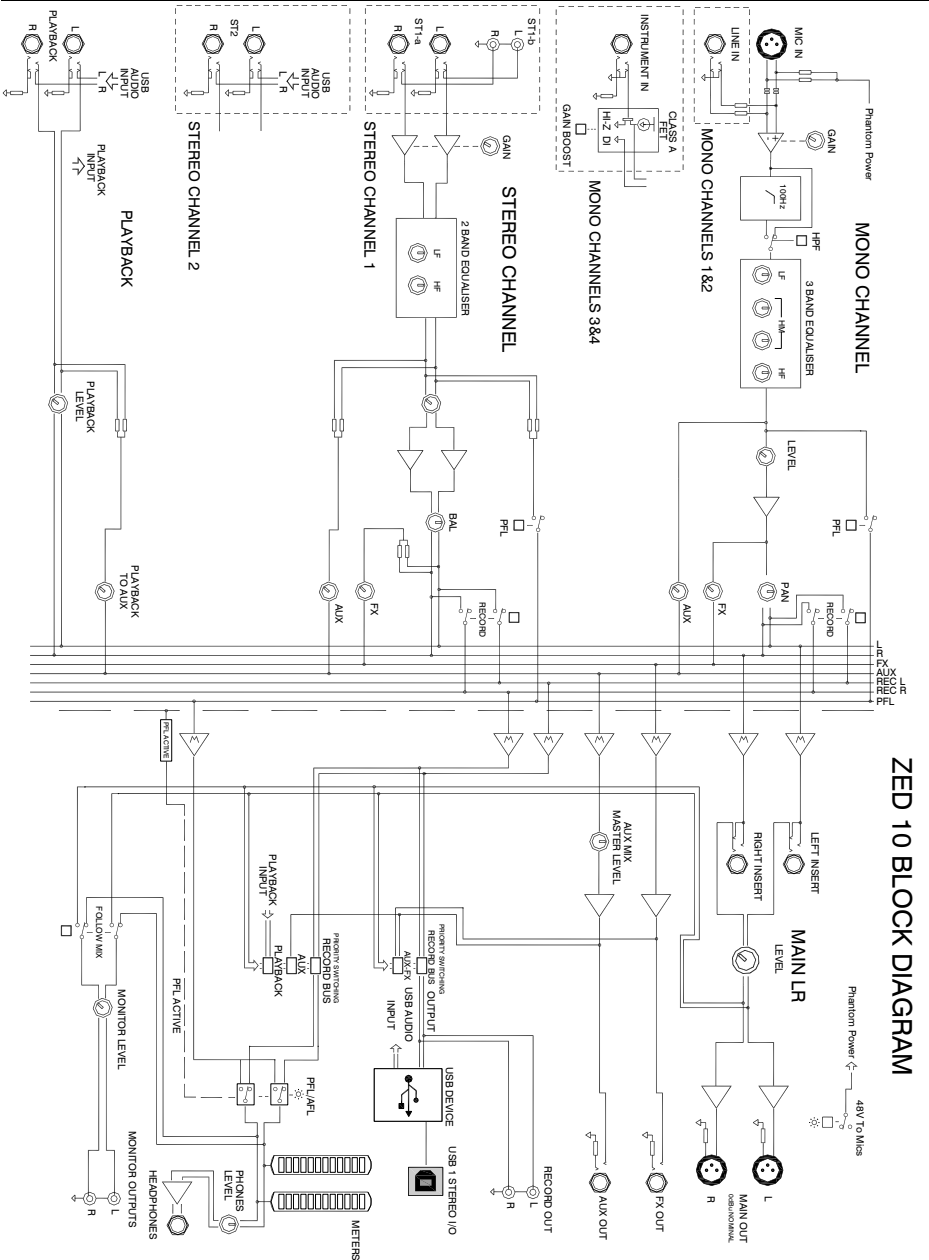 ZED 10 BLOCK DIAGRAM
MONO CHANNEL
MIC IN
Phantom Power
GAIN
100Hz
HPF
3 BAND EQUALISER
LF
HM
HF
LEVEL
PFL
PAN
RECORD
FX
AUX
LINE IN
MONO CHANNELS 1&2
INSTRUMENT IN
CLASS A
FET
HI-Z DI
GAIN BOOST
MONO CHANNELS 3&4
STEREO CHANNEL
ST1-b
L
R
ST1-a
L
R
GAIN
STEREO CHANNEL 1
2 BAND EQUALISER
LF
HF
PFL
BAL
RECORD
FX
AUX
ST2
L
R
USB
AUDIO
INPUT
L
R
STEREO CHANNEL 2
PLAYBACK
L
R
USB
AUDIO
INPUT
L
R
PLAYBACK
INPUT
PLAYBACK
PLAYBACK
LEVEL
PLAYBACK
TO AUX
L
R
FX
AUX
REC L
REC R
PFL
LEFT INSERT
RIGHT INSERT
MAIN LR
LEVEL
Phantom Power
48V To Mics
L
R
MAIN OUT
0dBu NOMINAL
FX OUT
AUX OUT
AUX MIX
MASTER LEVEL
PRIORITY SWITCHING
RECORD BUS OUTPUT
AUX-FX
USB AUDIO
INPUT
USB DEVICE
USB 1 STEREO I/O
RECORD OUT
L
R
PRIORITY SWITCHING
RECORD BUS
AUX
PLAYBACK
PLAYBACK
INPUT
PFL ACTIVE
PFL ACTIVE
PFL/AFL
METERS
PHONES
LEVEL
HEADPHONES
FOLLOW MIX
MONITOR LEVEL
MONITOR OUTPUTS
L
R